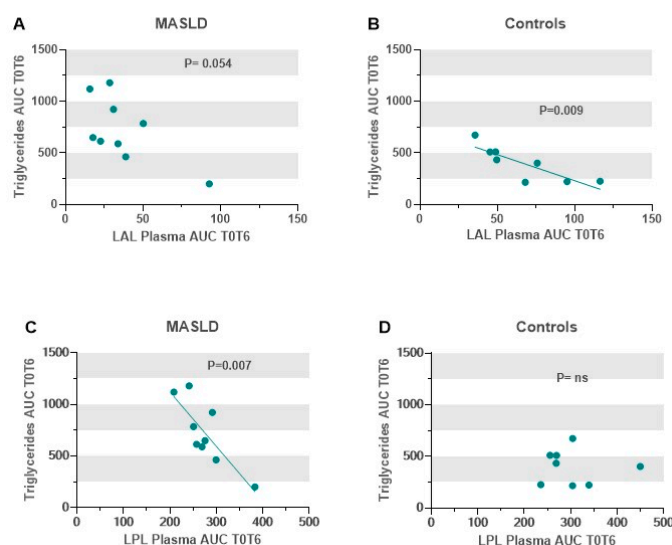 A
MASLD
Triglycerides AUC T0T6
1500
1000
500
0
P= 0.054
0
50
100
150
LAL Plasma AUC T0T6
B
Controls
Triglycerides AUC T0T6
1500
1000
500
0
P=0.009
0
50
100
150
LAL Plasma AUC T0T6
C
MASLD
Triglycerides AUC T0T6
1500
1000
500
0
P=0.007
0
100
200
300
400
500
LPL Plasma AUC T0T6
D
Controls
Triglycerides AUC T0T6
1500
1000
500
0
P= ns
0
100
200
300
400
500
LPL Plasma AUC T0T6